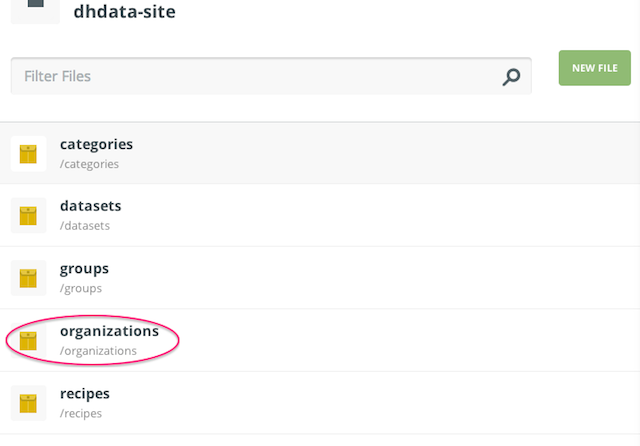 dhdata-site
Filter Files
NEW FILE
categories
/categories
datasets
/datasets
groups
/groups
organizations
/organizations
recipes
/recipes